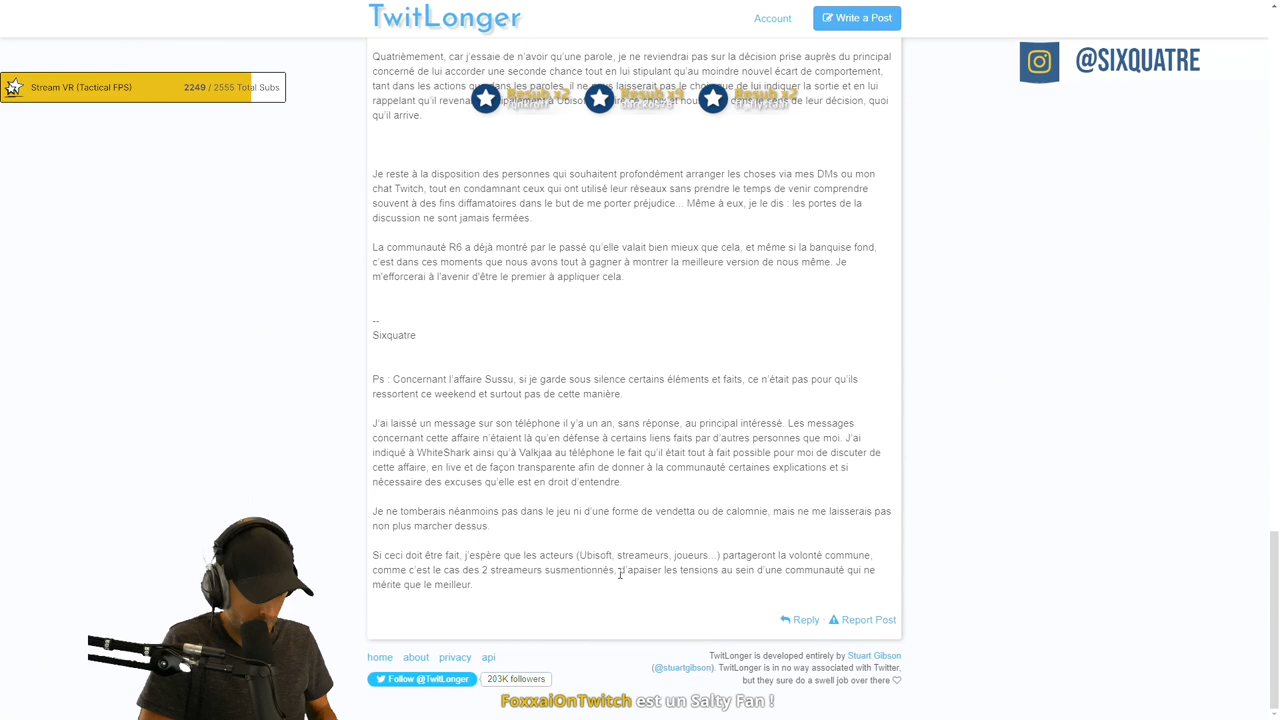 TwitLonger
Account
Write a Post
@SIXQUATRE
Stream VR (Tactical FPS)
2249 / 2555 Total Subs
Quatrièmement, car j'essaie de n'avoir qu'une parole, je ne reviendrai pas sur la décision prise auprès du principal
concerné de lui accorder une seconde chance tout en lui stipulant qu'au moindre nouvel écart de comportement,
tant dans les actions que dans les paroles, il ne nous laisserait pas le choix que de lui indiquer la sortie et en lui
rappelant qu'il
Resub x2
Resub
Resub x2
qu'il arrive.
Je reste à la disposition des personnes qui souhaitent profondément arranger les choses via mes DMs ou mon
chat Twitch, tout en condamnant ceux qui ont utilisé leur réseaux sans prendre le temps de venir comprendre
souvent à des fins diffamatoires dans le but de me porter préjudice... Même à eux, je le dis : les portes de la
discussion ne sont jamais fermées.
La communauté R6 a déjà montré par le passé qu'elle valait bien mieux que cela, et même si la banquise fond,
c'est dans ces moments que nous avons tout à gagner à montrer la meilleure version de nous même. Je
m'efforcerai à l'avenir d'être le premier à appliquer cela.
--
Sixquatre
Ps : Concernant l'affaire Sussu, si je garde sous silence certains éléments et faits, ce n'était pas pour qu'ils
ressortent ce weekend et surtout pas de cette manière.
J'ai laissé un message sur son téléphone il y'a un an, sans réponse, au principal intéressé. Les messages
concernant cette affaire n'étaient là qu'en défense à certains liens faits par d'autres personnes que moi. J'ai
indiqué à WhiteShark ainsi qu'à Valkjaa au téléphone le fait qu'il était tout à fait possible pour moi de discuter de
cette affaire, en live et de façon transparente afin de donner à la communauté certaines explications et si
nécessaire des excuses qu'elle est en droit d'entendre.
Je ne tomberais néanmoins pas dans le jeu ni d'une forme de vendetta ou de calomnie, mais ne me laisserais pas
non plus marcher dessus.
Si ceci doit être fait, j'espère que les acteurs (Ubisoft, streameurs, joueurs...) partageront la volonté commune,
comme c'est le cas des 2 streameurs susmentionnés, d'apaiser les tensions au sein d'une communauté qui ne
mérite que le meilleur.
Reply · Report Post
home about privacy api
Follow @TwitLonger
203K followers
TwitLonger is developed entirely by Stuart Gibson
(@stuartgibson). TwitLonger is in no way associated with Twitter,
but they sure do a swell job over there
FoxxaiOnTwitch est un Salty Fan !